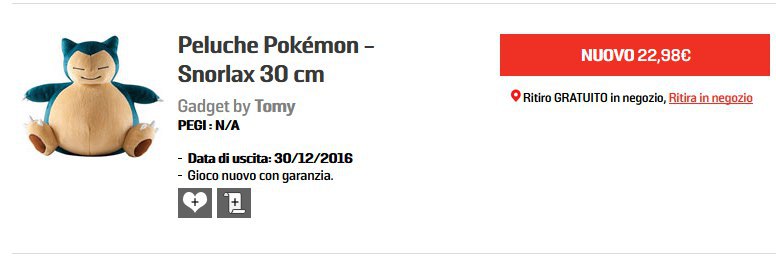 Peluche Pokémon –
Snorlax 30 cm
Gadget by Tomy
PEGI : N/A
- Data di uscita: 30/12/2016
- Gioco nuovo con garanzia.
NUOVO 22,98€
Ritiro GRATUITO in negozio, Ritira in negozio